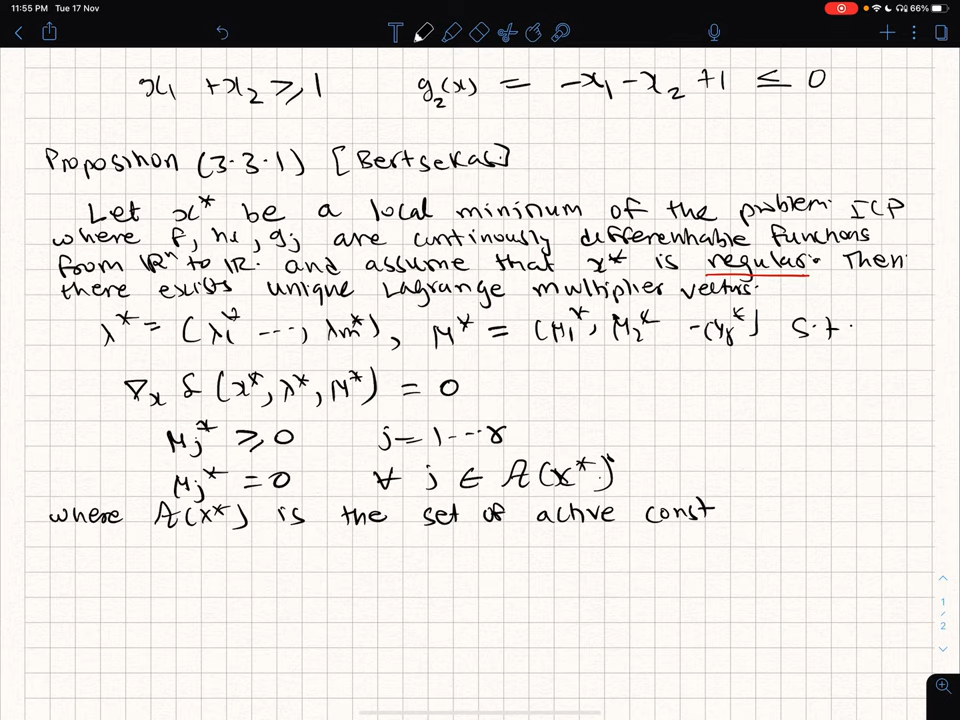 11:55 PM Tue 17 Nov 66%
x₁ + x₂ ≥ 1 g₂(x) = -x₁ - x₂ + 1 ≤ 0
Proposition (3.3.1) [Bertsekas]
Let x* be a local minimum of the problem ICP
where f, hi, gj are continously differentiable functions
from ℝⁿ to ℝ. and assume that x* is regular. Then
there exists unique Lagrange multiplier vectors.
λ* = (λ₁* ---, λm*), μ* = (μ₁*, μ₂* -- μr*) s.t.
∇x L (x*, λ*, μ*) = 0
μj* ≥ 0 j = 1 --- r
μj* = 0 ∀ j ∈ A(x*)
where A(x*) is the set of active const
1
/
2